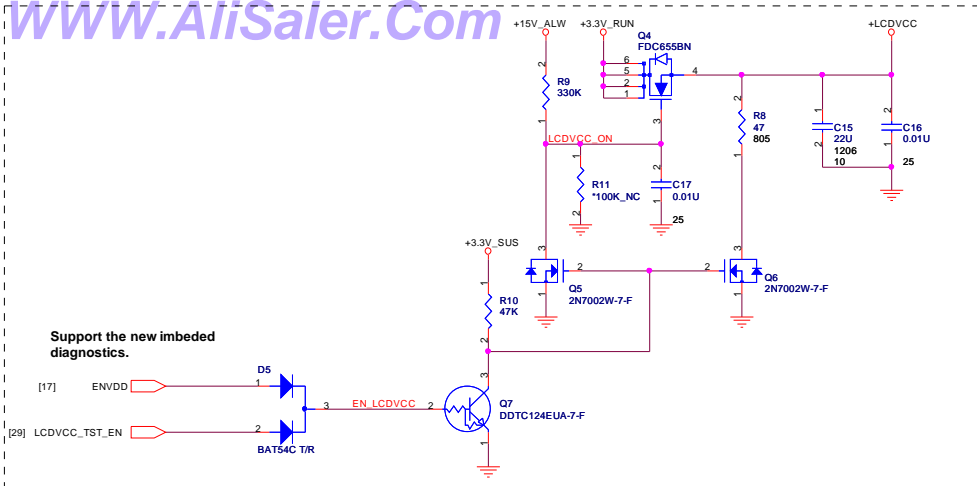 WWW.AliSaler.Com
+15V_ALW
+3.3V_RUN
+LCDVCC
Q4
FDC655BN
6
5
2
1
4
3
2
R9
330K
1
2
R8
47
805
1
1
C15
22U
1206
10
2
2
C16
0.01U
1
25
LCDVCC_ON
1
R11
*100K_NC
2
2
C17
0.01U
1
25
+3.3V_SUS
3
2
Q5
2N7002W-7-F
1
3
2
Q6
2N7002W-7-F
1
1
R10
47K
2
Support the new imbeded
diagnostics.
D5
[17] ENVDD
1
3
EN_LCDVCC
2
3
Q7
DDTC124EUA-7-F
1
[29] LCDVCC_TST_EN
2
BAT54C T/R